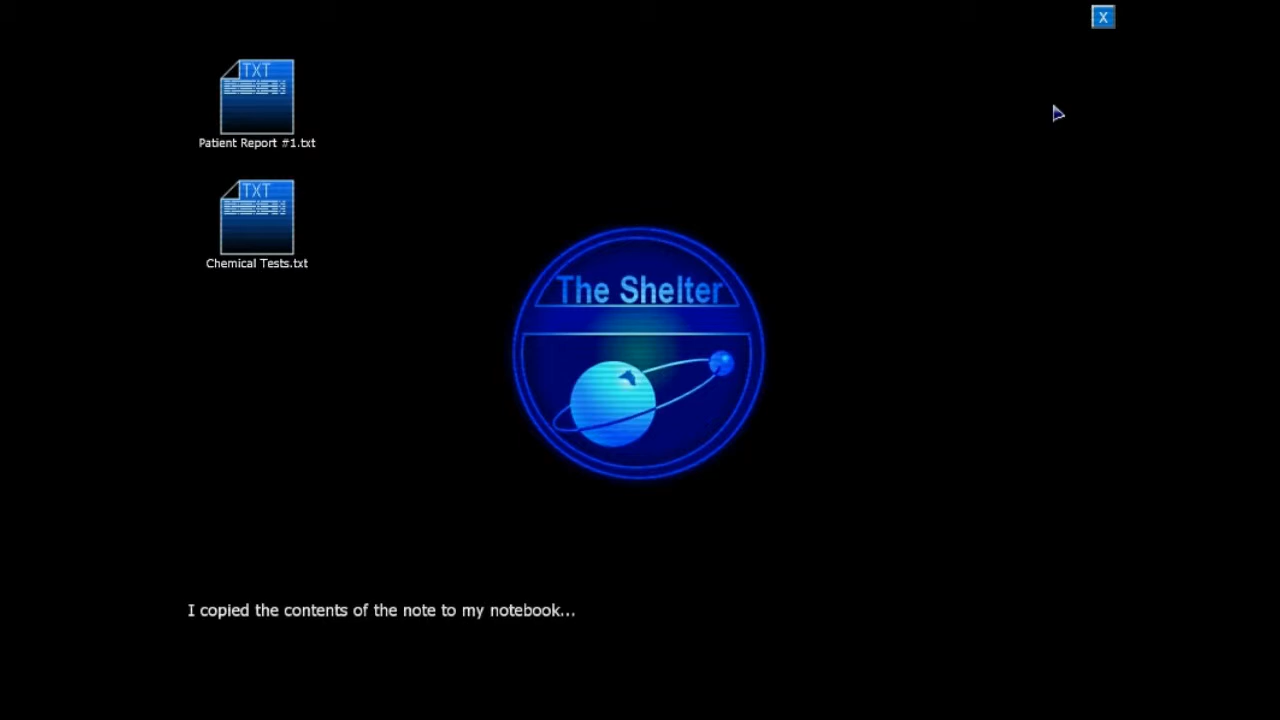 X
TXT
Patient Report #1.txt
TXT
Chemical Tests.txt
The Shelter
I copied the contents of the note to my notebook...